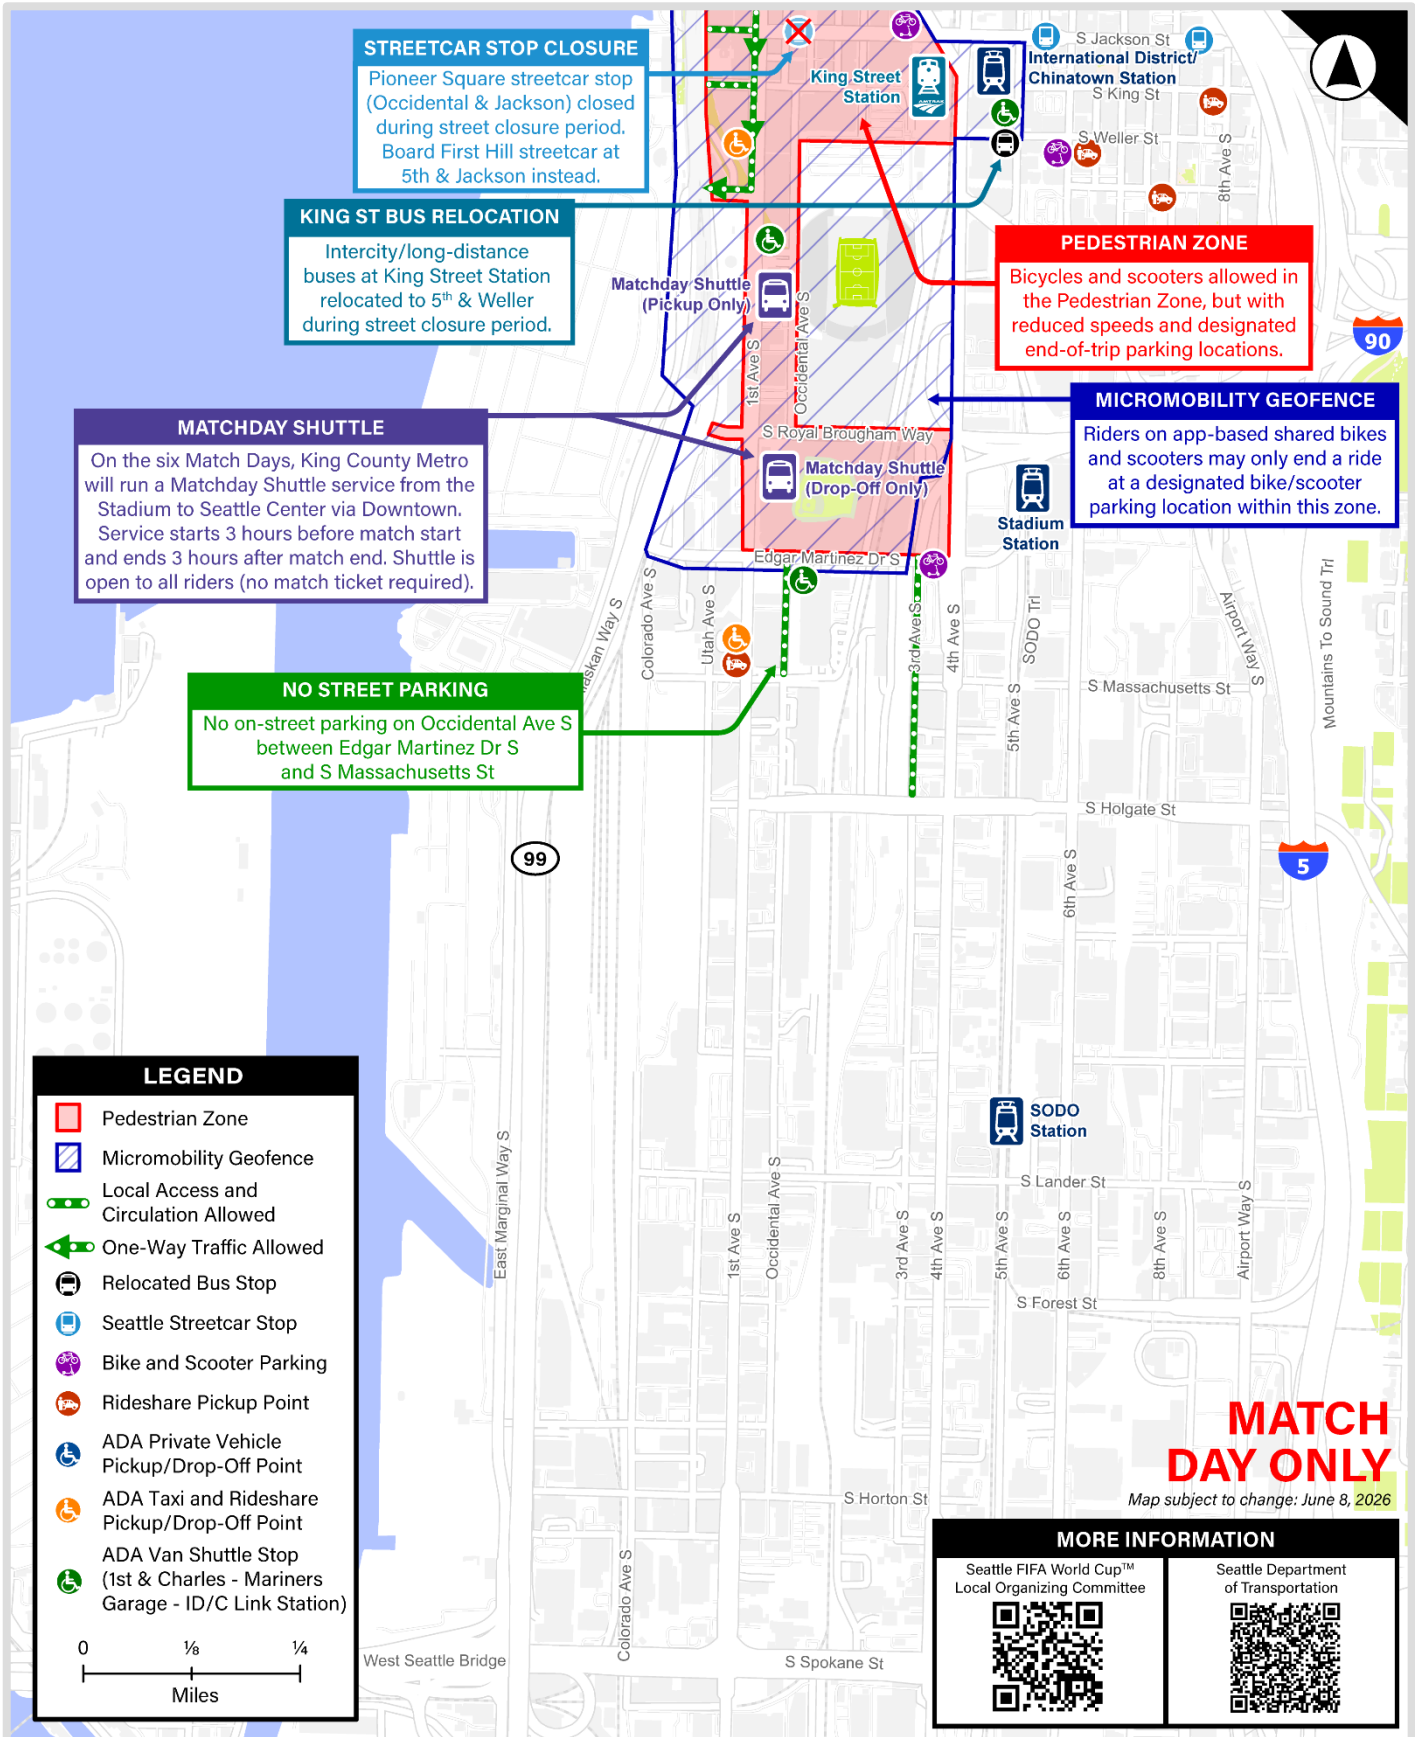 STREETCAR STOP CLOSURE
Pioneer Square streetcar stop
(Occidental & Jackson) closed
during street closure period.
Board First Hill streetcar at
5th & Jackson instead.
KING ST BUS RELOCATION
Intercity/long-distance
buses at King Street Station
relocated to 5th & Weller
during street closure period.
MATCHDAY SHUTTLE
On the six Match Days, King County Metro
will run a Matchday Shuttle service from the
Stadium to Seattle Center via Downtown.
Service starts 3 hours before match start
and ends 3 hours after match end. Shuttle is
open to all riders (no match ticket required).
NO STREET PARKING
No on-street parking on Occidental Ave S
between Edgar Martinez Dr S
and S Massachusetts St
PEDESTRIAN ZONE
Bicycles and scooters allowed in
the Pedestrian Zone, but with
reduced speeds and designated
end-of-trip parking locations.
MICROMOBILITY GEOFENCE
Riders on app-based shared bikes
and scooters may only end a ride
at a designated bike/scooter
parking location within this zone.
King Street
Station
AMTRAK
International District/
Chinatown Station
S Jackson St
S King St
S Weller St
8th Ave S
90
Matchday Shuttle
(Pickup Only)
1st Ave S
Occidental Ave S
S Royal Brougham Way
Matchday Shuttle
(Drop-Off Only)
Stadium
Station
Edgar Martinez Dr S
Alaskan Way S
Colorado Ave S
Utah Ave S
3rd Ave S
4th Ave S
SODO Trl
5th Ave S
Airport Way S
Mountains To Sound Trl
S Massachusetts St
S Holgate St
99
5
6th Ave S
SODO
Station
S Lander St
East Marginal Way S
1st Ave S
Occidental Ave S
3rd Ave S
4th Ave S
5th Ave S
6th Ave S
8th Ave S
Airport Way S
S Forest St
S Horton St
Colorado Ave S
West Seattle Bridge
S Spokane St
LEGEND
Pedestrian Zone
Micromobility Geofence
Local Access and
Circulation Allowed
One-Way Traffic Allowed
Relocated Bus Stop
Seattle Streetcar Stop
Bike and Scooter Parking
Rideshare Pickup Point
ADA Private Vehicle
Pickup/Drop-Off Point
ADA Taxi and Rideshare
Pickup/Drop-Off Point
ADA Van Shuttle Stop
(1st & Charles - Mariners
Garage - ID/C Link Station)
0 ⅛ ¼
Miles
MATCH
DAY ONLY
Map subject to change: June 8, 2026
MORE INFORMATION
Seattle FIFA World Cup™
Local Organizing Committee
Seattle Department
of Transportation